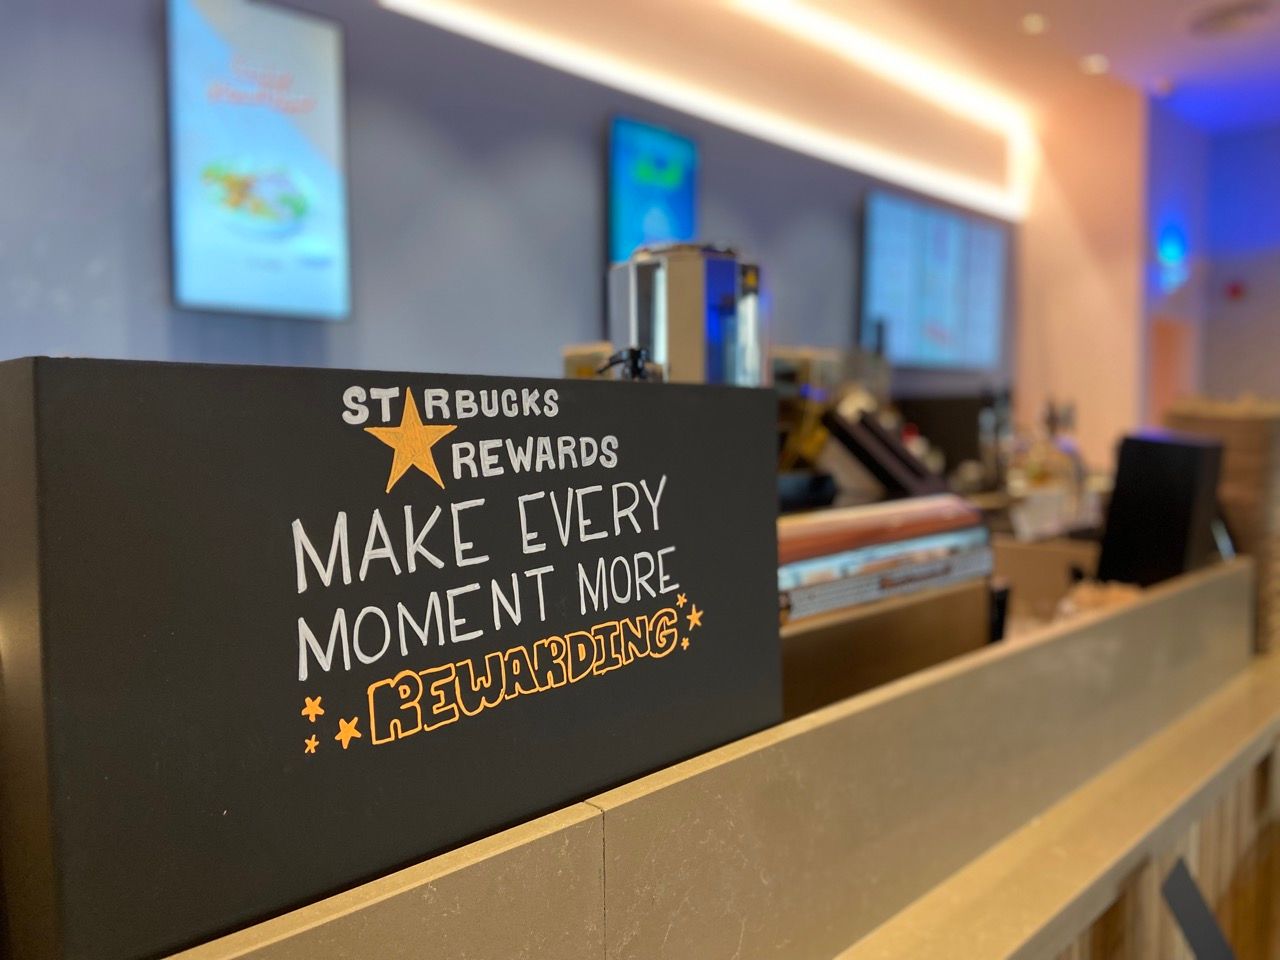 STARBUCKS
REWARDS
MAKE EVERY
MOMENT MORE
REWARDING